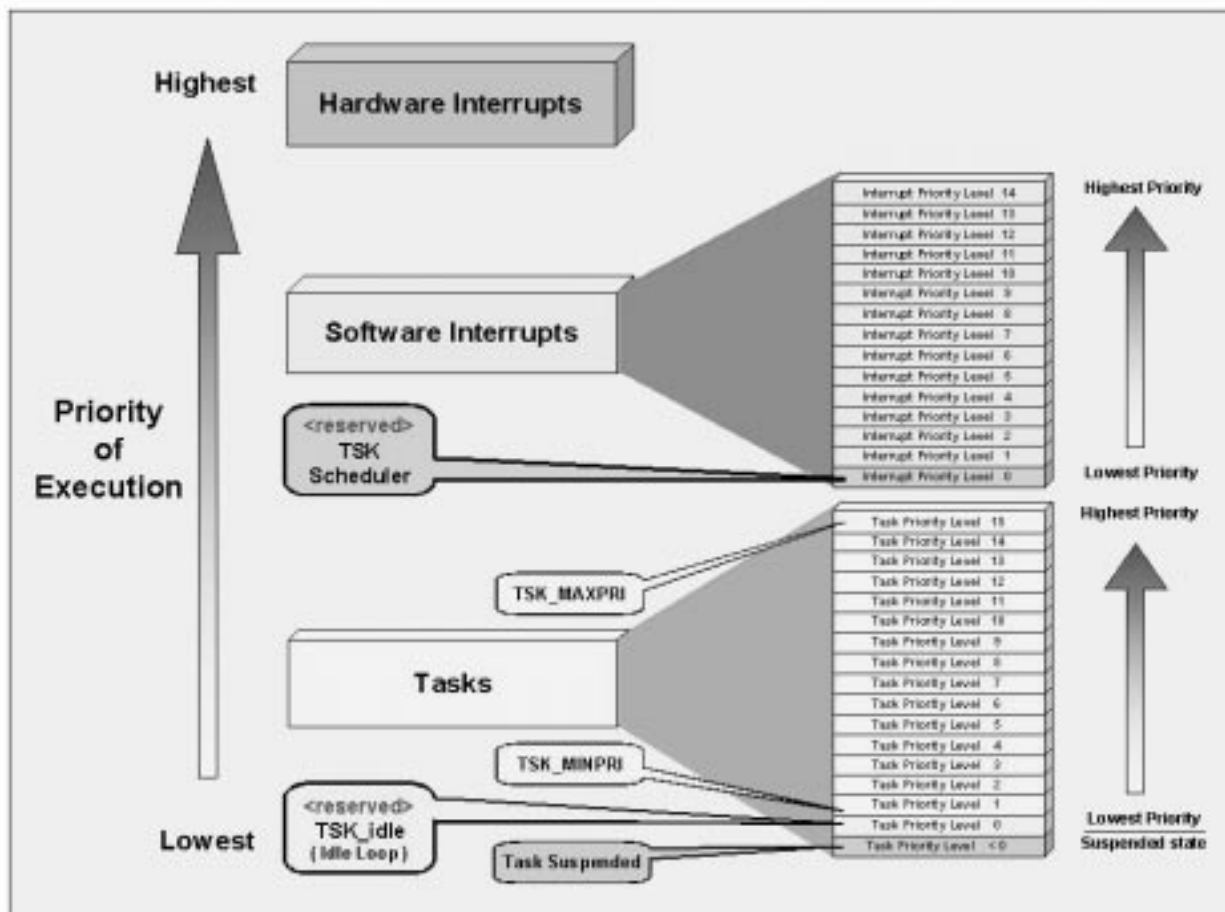 Highest
Hardware Interrupts
Software Interrupts
Priority
of
Execution
<reserved>
TSK
Scheduler
TSK_MAXPRI
Tasks
TSK_MINPRI
Lowest
<reserved>
TSK_idle
( Idle Loop )
Task Suspended
Interrupt Priority Level 14
Interrupt Priority Level 13
Interrupt Priority Level 12
Interrupt Priority Level 11
Interrupt Priority Level 10
Interrupt Priority Level 9
Interrupt Priority Level 8
Interrupt Priority Level 7
Interrupt Priority Level 6
Interrupt Priority Level 5
Interrupt Priority Level 4
Interrupt Priority Level 3
Interrupt Priority Level 2
Interrupt Priority Level 1
Interrupt Priority Level 0
Task Priority Level 15
Task Priority Level 14
Task Priority Level 13
Task Priority Level 12
Task Priority Level 11
Task Priority Level 10
Task Priority Level 9
Task Priority Level 8
Task Priority Level 7
Task Priority Level 6
Task Priority Level 5
Task Priority Level 4
Task Priority Level 3
Task Priority Level 2
Task Priority Level 1
Task Priority Level 0
Task Priority Level < 0
Highest Priority
Lowest Priority
Highest Priority
Lowest Priority
Suspended state